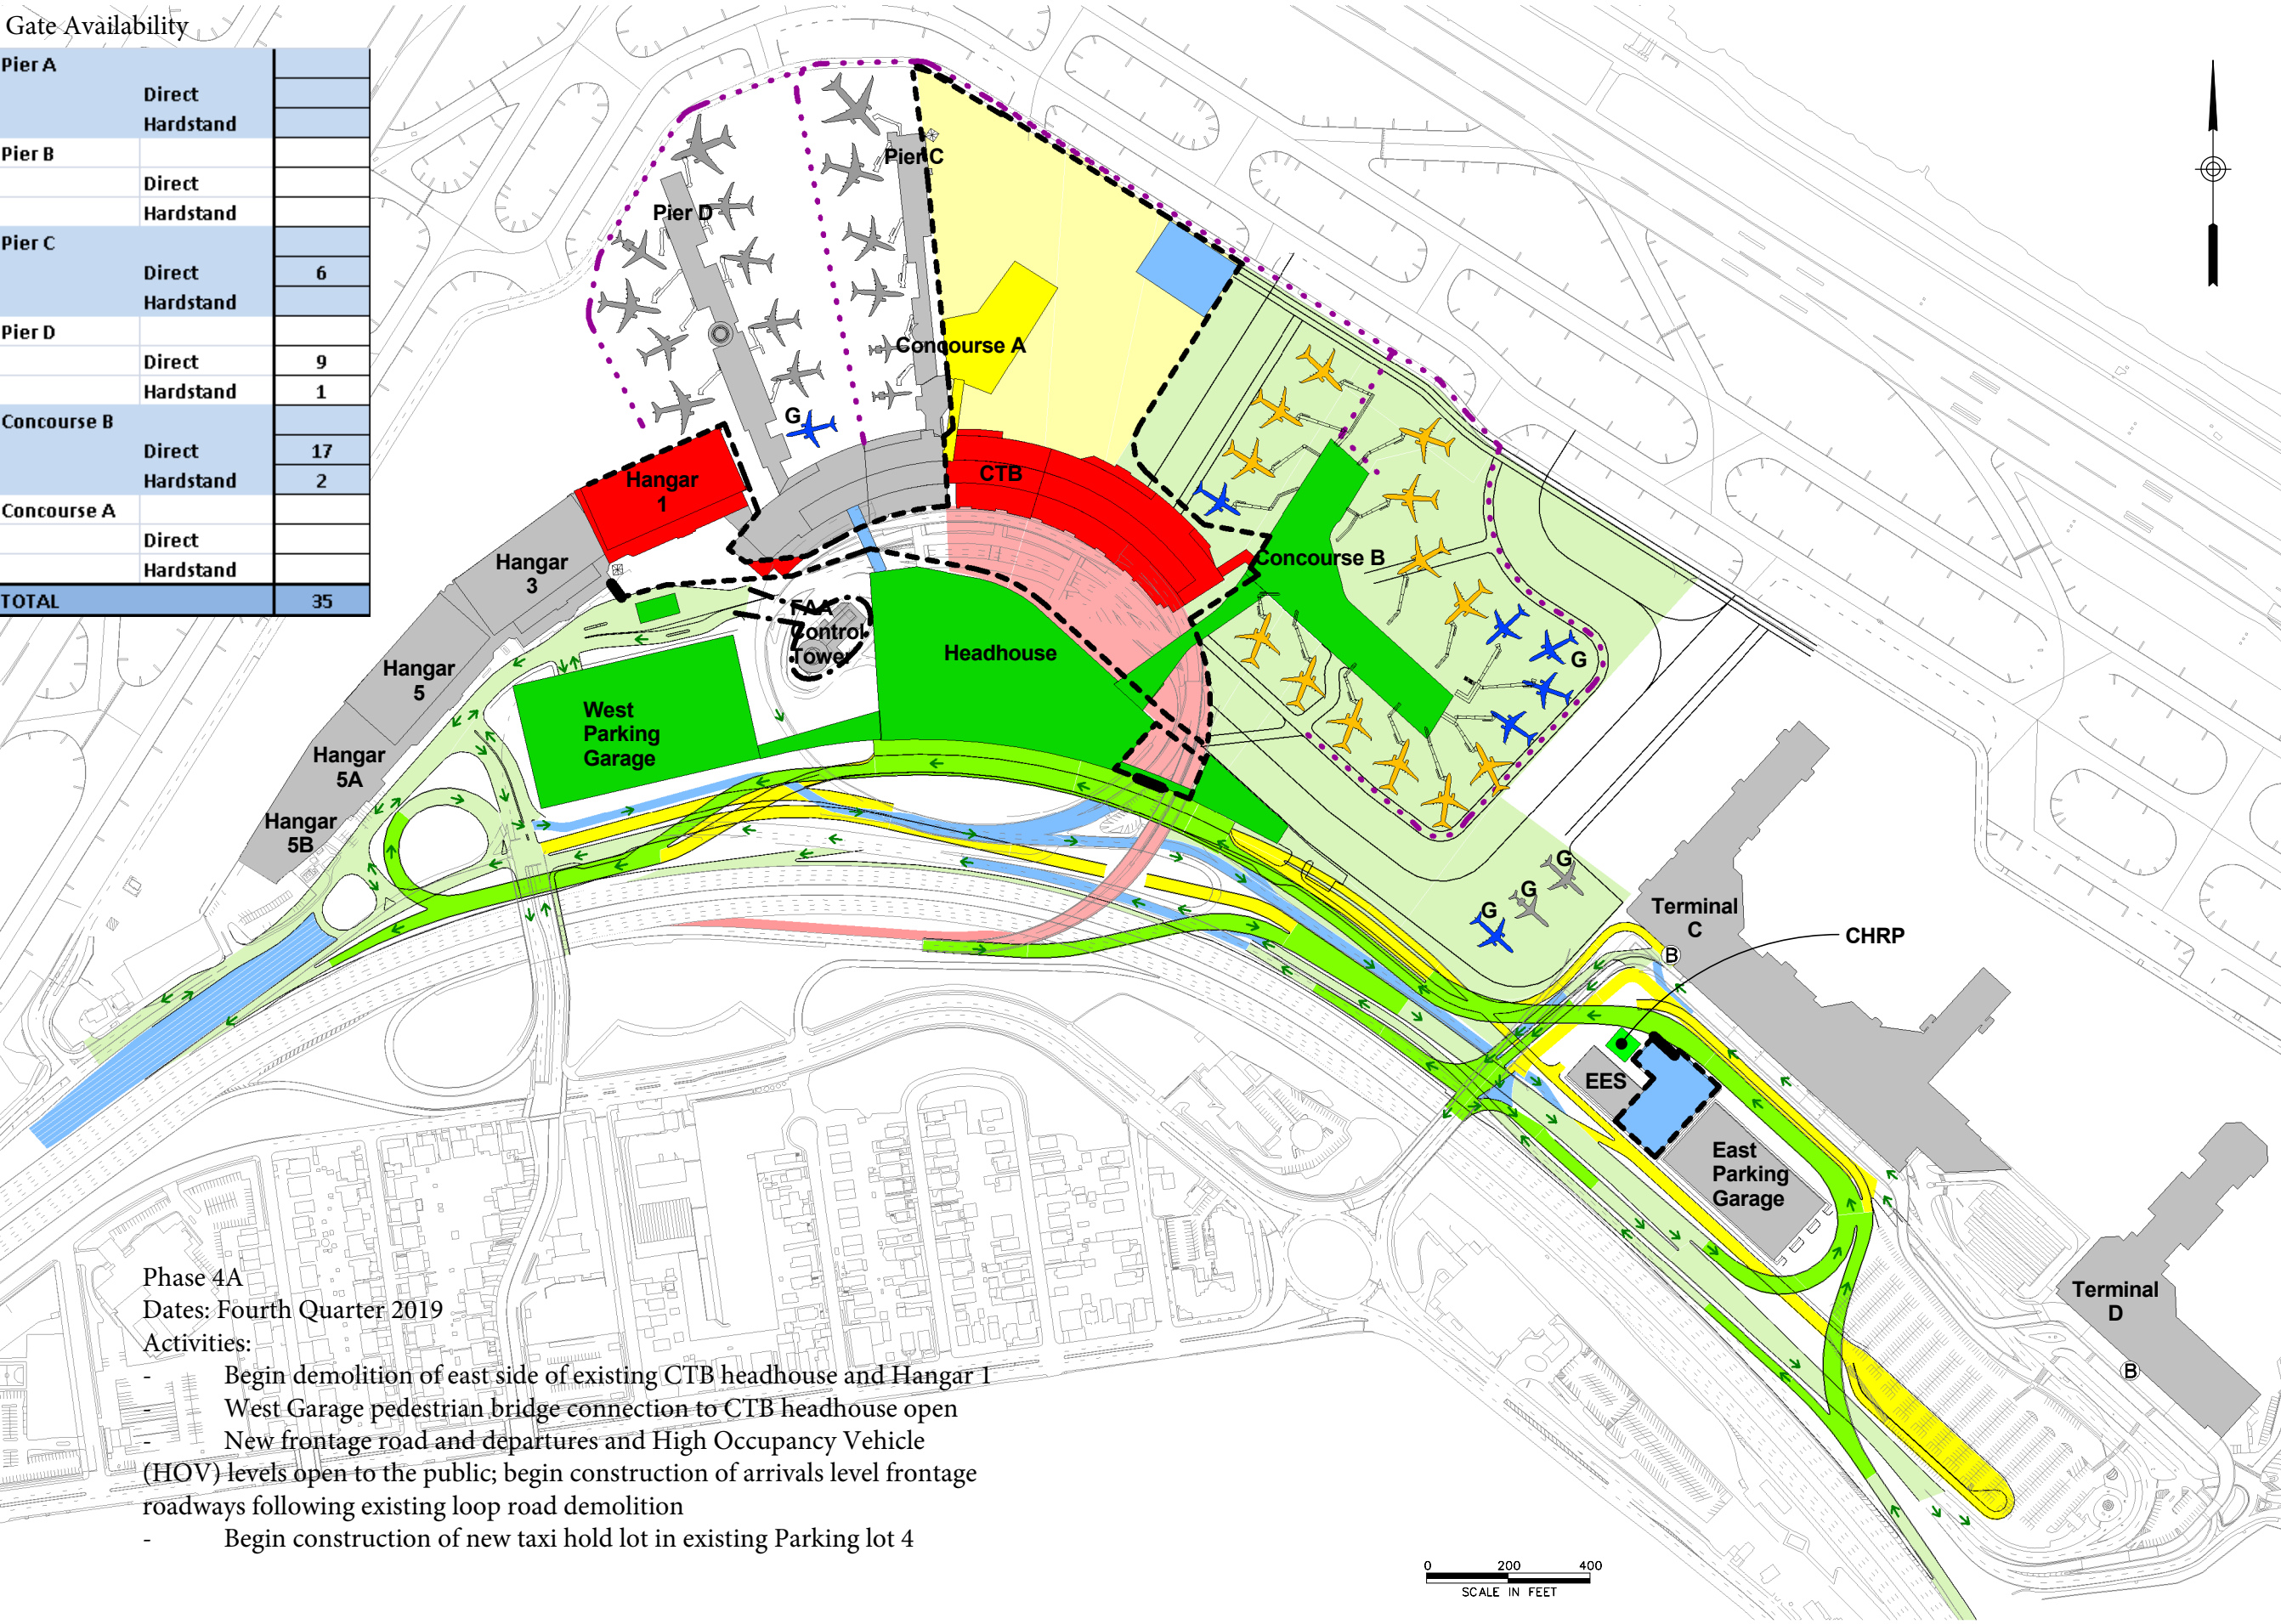 Gate Availability
Pier A
Direct
Hardstand
Pier B
Direct
Hardstand
Pier C
Direct 6
Hardstand
Pier D
Direct 9
Hardstand 1
Concourse B
Direct 17
Hardstand 2
Concourse A
Direct
Hardstand
TOTAL 35
Pier C
Pier D
Concourse A
G
CTB
Hangar
1
Hangar
3
Concourse B
FAA
Control
Tower
Headhouse
G
Hangar
5
West
Parking
Garage
Hangar
5A
Hangar
5B
G
G
G
Terminal
C
CHRP
B
EES
East
Parking
Garage
Terminal
D
B
Phase 4A
Dates: Fourth Quarter 2019
Activities:
- Begin demolition of east side of existing CTB headhouse and Hangar 1
- West Garage pedestrian bridge connection to CTB headhouse open
- New frontage road and departures and High Occupancy Vehicle
(HOV) levels open to the public; begin construction of arrivals level frontage
roadways following existing loop road demolition
- Begin construction of new taxi hold lot in existing Parking lot 4
0 200 400
SCALE IN FEET